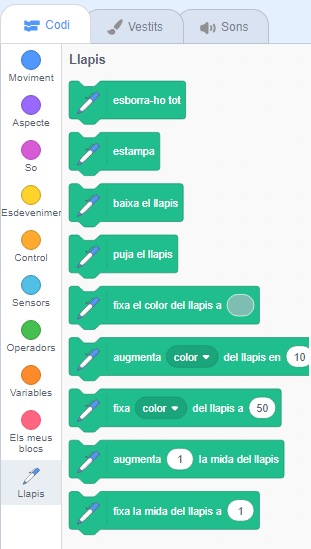 Codi
Vestits
Sons
Moviment
Aspecte
So
Esdevenimen
Control
Sensors
Operadors
Variables
Els meus
blocs
Llapis
Llapis
esborra-ho tot
estampa
baixa el llapis
puja el llapis
fixa el color del llapis a
augmenta color del llapis en 10
fixa color del llapis a 50
augmenta 1 la mida del llapis
fixa la mida del llapis a 1